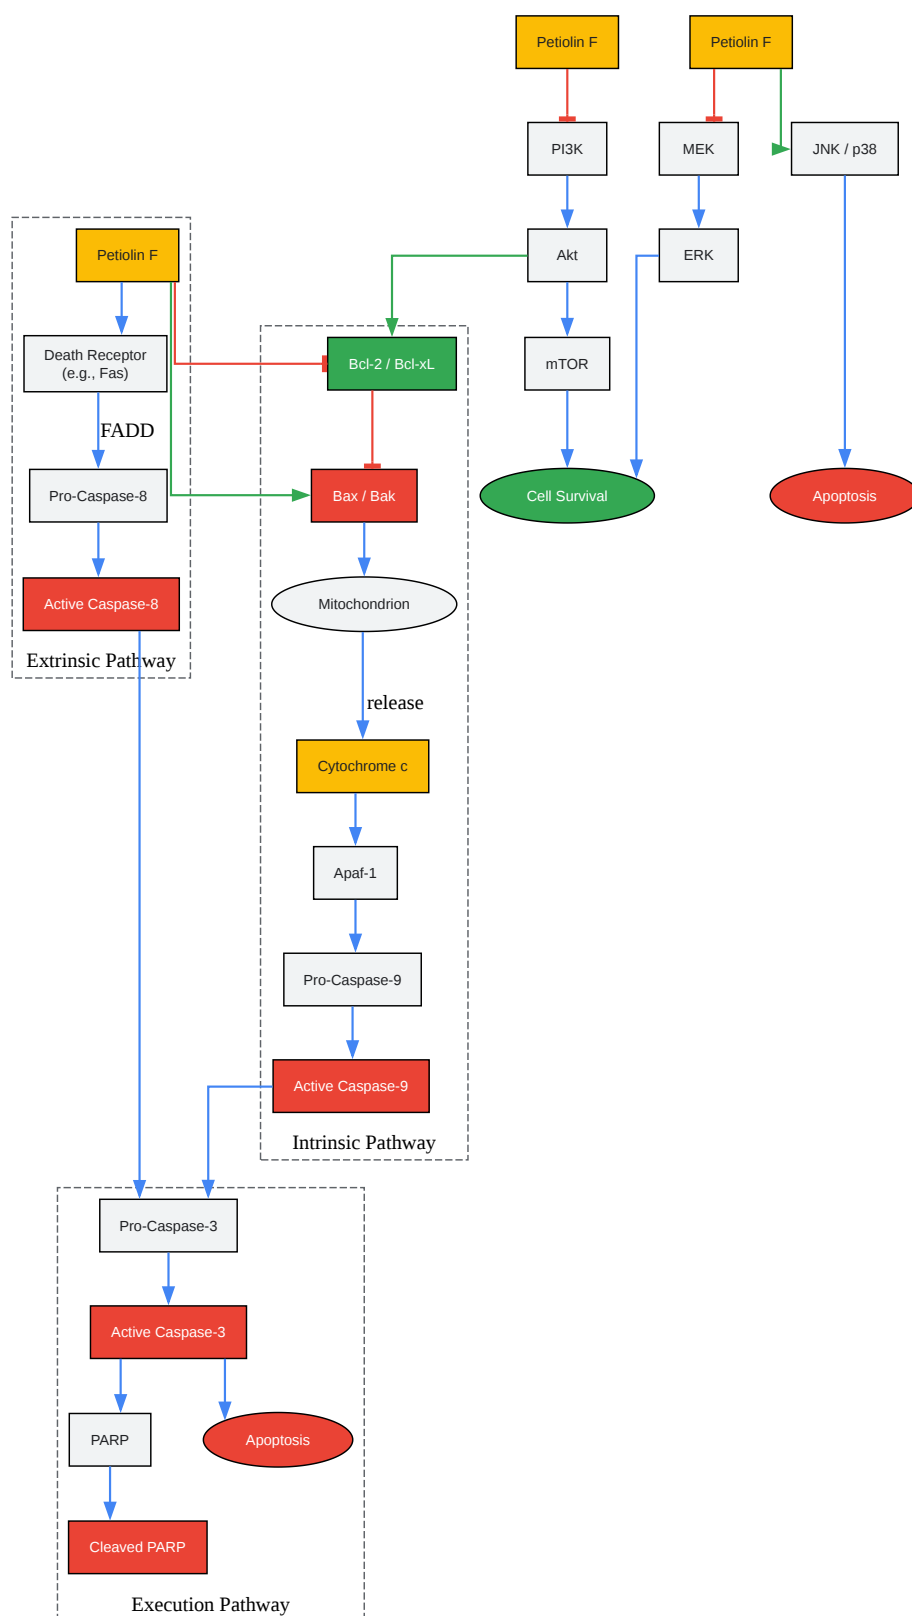 Petiolin F
Petiolin F
PI3K
MEK
JNK / p38
Petiolin F
Akt
ERK
Death Receptor
(e.g., Fas)
Bcl-2 / Bcl-xL
mTOR
FADD
Pro-Caspase-8
Bax / Bak
Cell Survival
Apoptosis
Active Caspase-8
Mitochondrion
Extrinsic Pathway
release
Cytochrome c
Apaf-1
Pro-Caspase-9
Active Caspase-9
Intrinsic Pathway
Pro-Caspase-3
Active Caspase-3
PARP
Apoptosis
Cleaved PARP
Execution Pathway